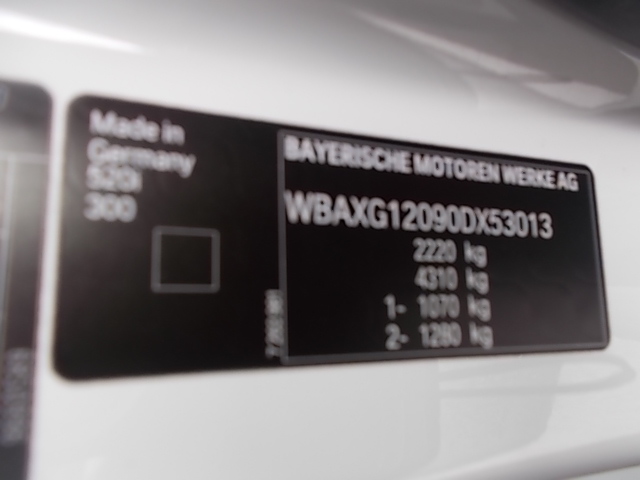 Made in
Germany
520i
300
BAYERISCHE MOTOREN WERKE AG
WBAXG12090DX53013
2220 kg
4310 kg
1- 1070 kg
2- 1280 kg